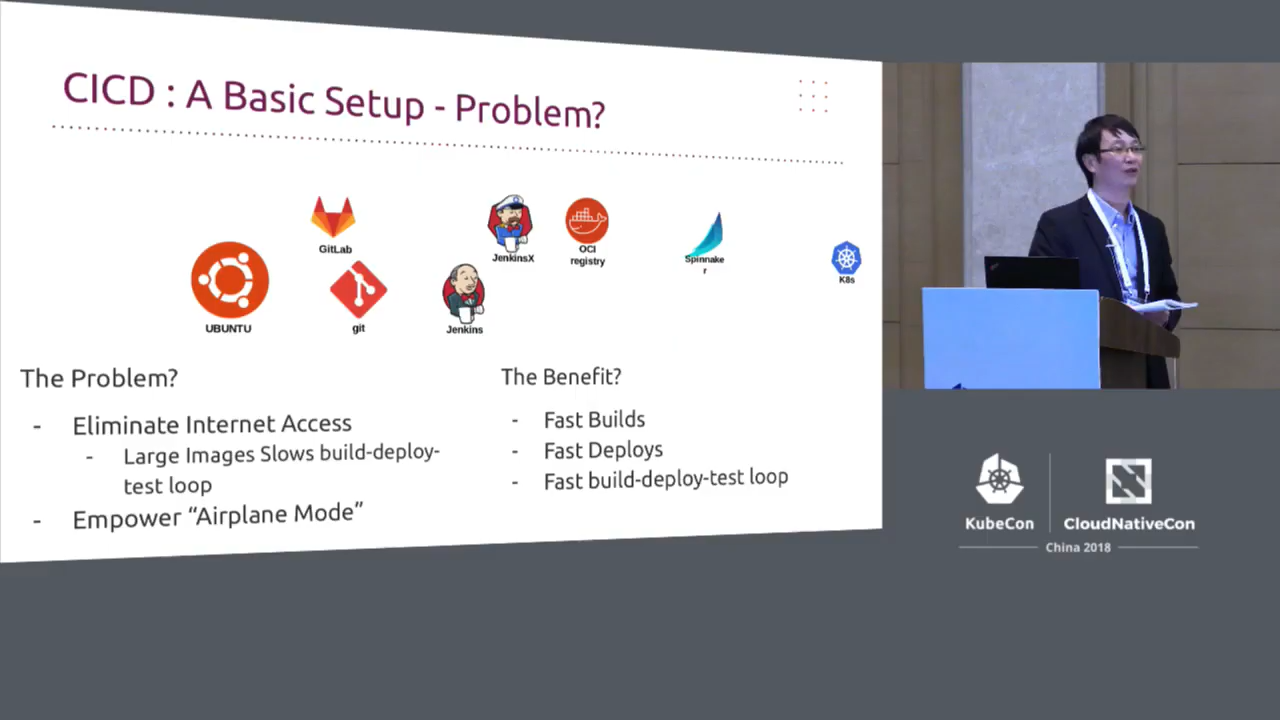 CICD : A Basic Setup - Problem?
GitLab
UBUNTU
git
JenkinsX
Jenkins
OCI
registry
Spinnake
r
K8s
The Problem?
- Eliminate Internet Access
- Large Images Slows build-deploy-
test loop
- Empower “Airplane Mode”
The Benefit?
- Fast Builds
- Fast Deploys
- Fast build-deploy-test loop
KubeCon
CloudNativeCon
China 2018